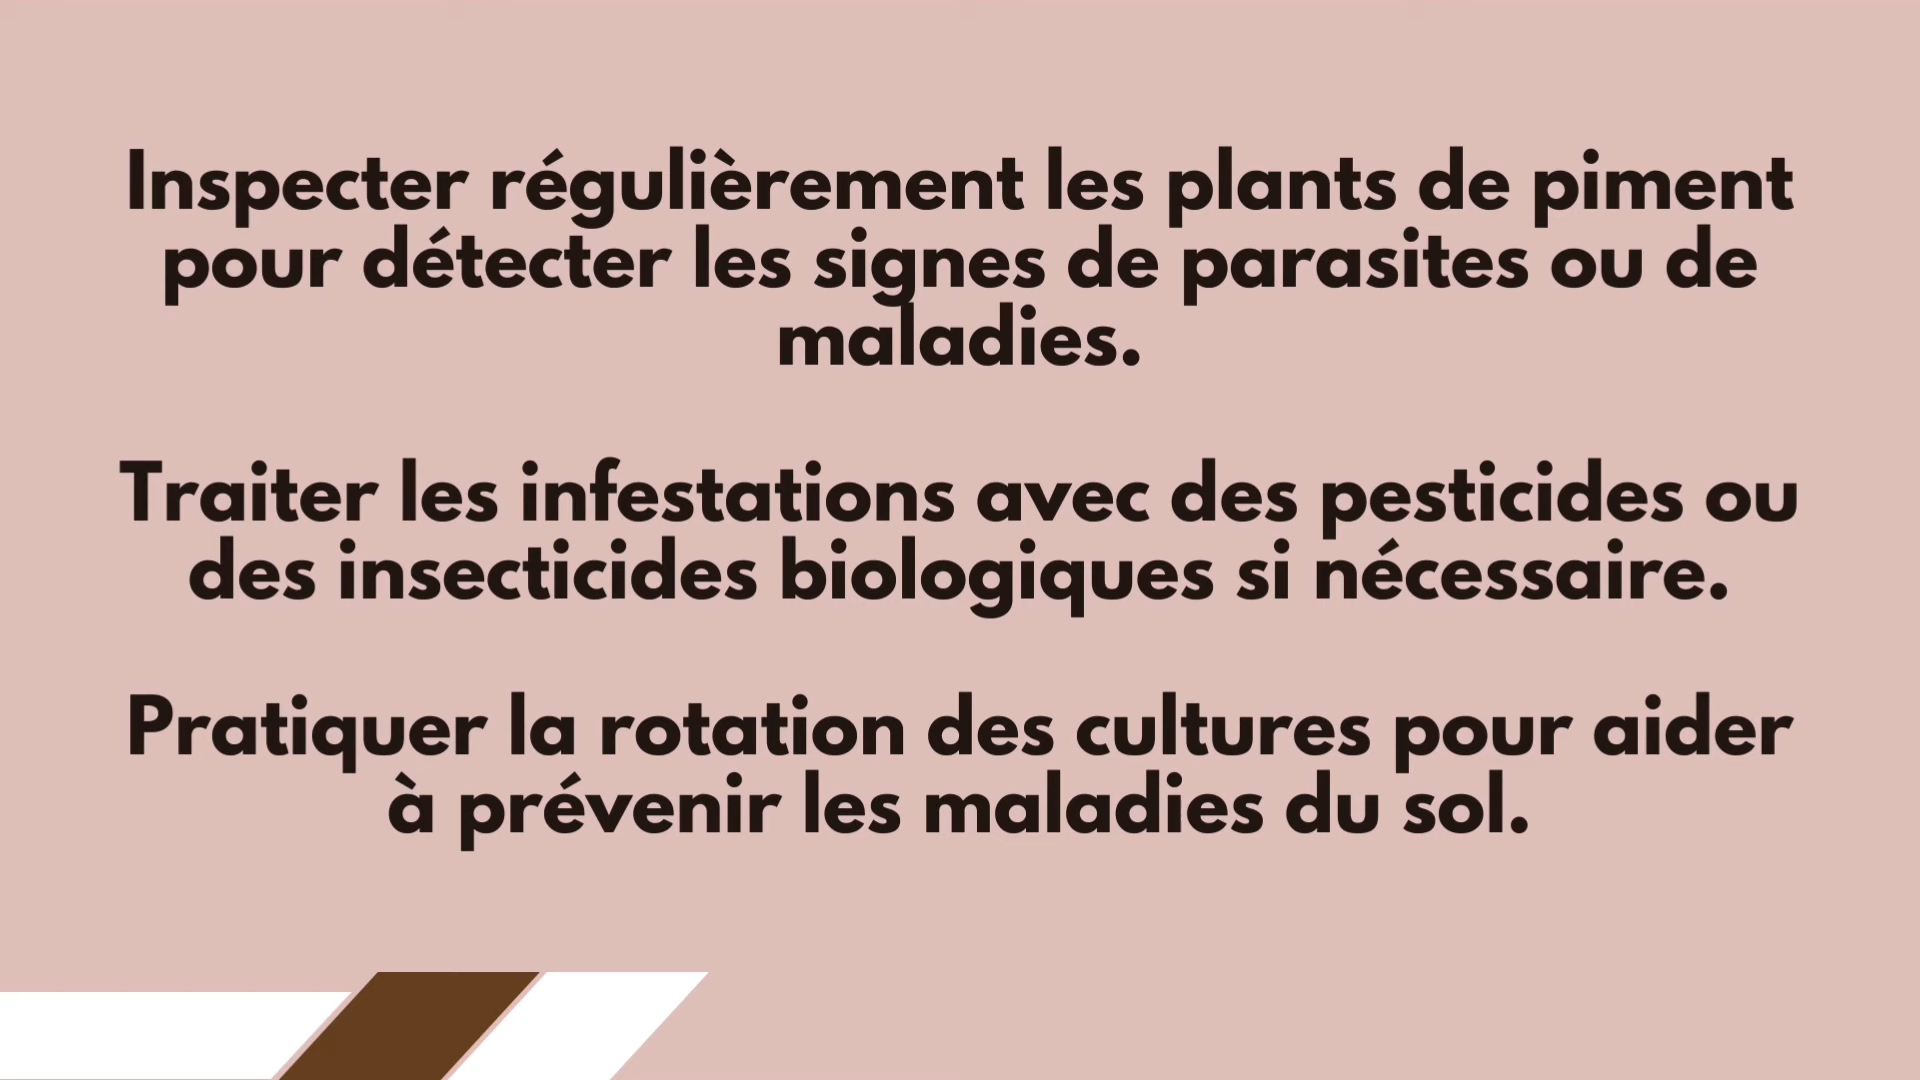 Inspecter régulièrement les plants de piment
pour détecter les signes de parasites ou de
maladies.
Traiter les infestations avec des pesticides ou
des insecticides biologiques si nécessaire.
Pratiquer la rotation des cultures pour aider
à prévenir les maladies du sol.